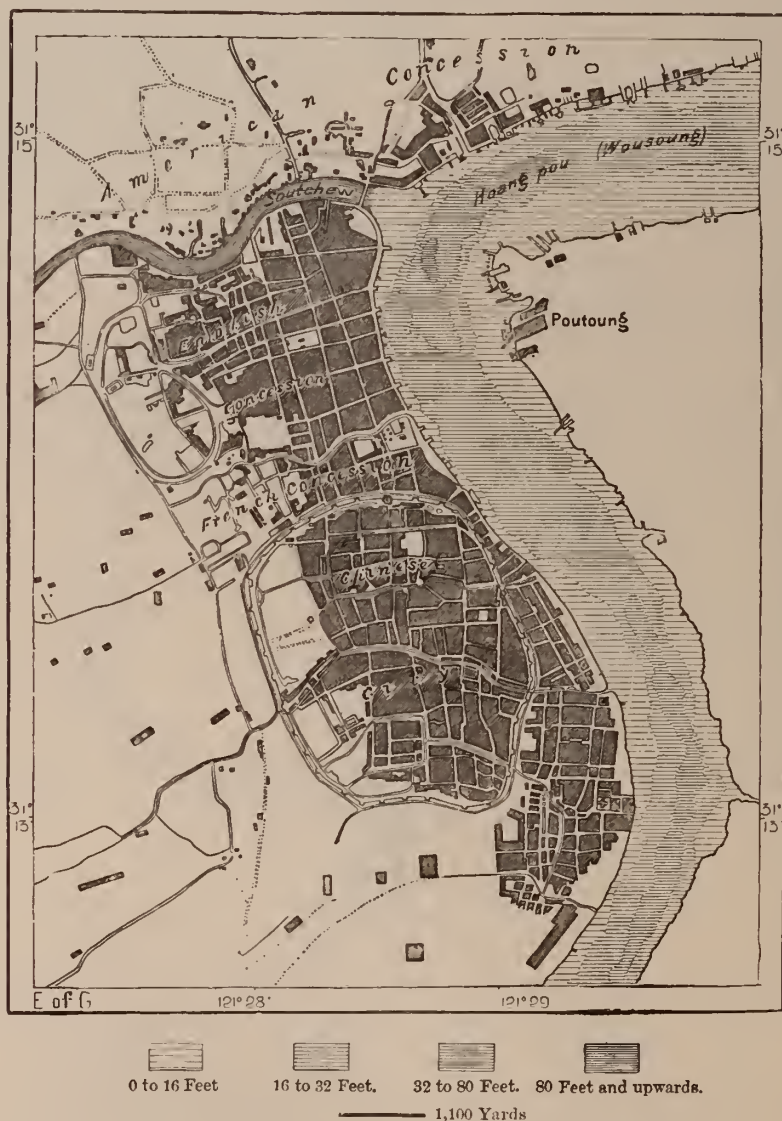 American Concession
31° 15
31° 15
Hoang pou (Wousoung)
Soutchew
English
Concession
Poutoung
French Concession
Chinese
City
31° 13
31° 13
E of G
121° 28'
121° 29
0 to 16 Feet
16 to 32 Feet.
32 to 80 Feet.
80 Feet and upwards.
1,100 Yards